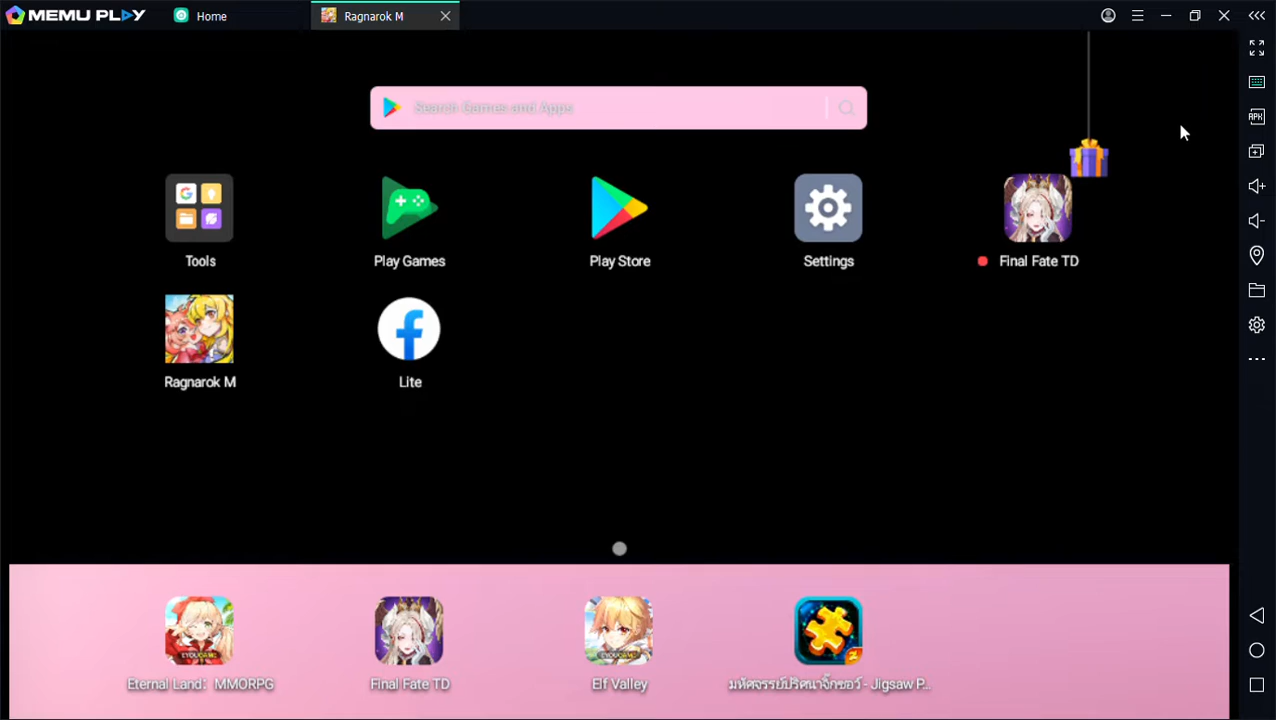 MEMU PLAY
Home
Ragnarok M
Search Games and Apps
APK
Tools
Play Games
Play Store
Settings
Final Fate TD
Ragnarok M
Lite
Eternal Land: MMORPG
Final Fate TD
Elf Valley
มหัศจรรย์ปริศนาจิ๊กซอว์ - Jigsaw P...